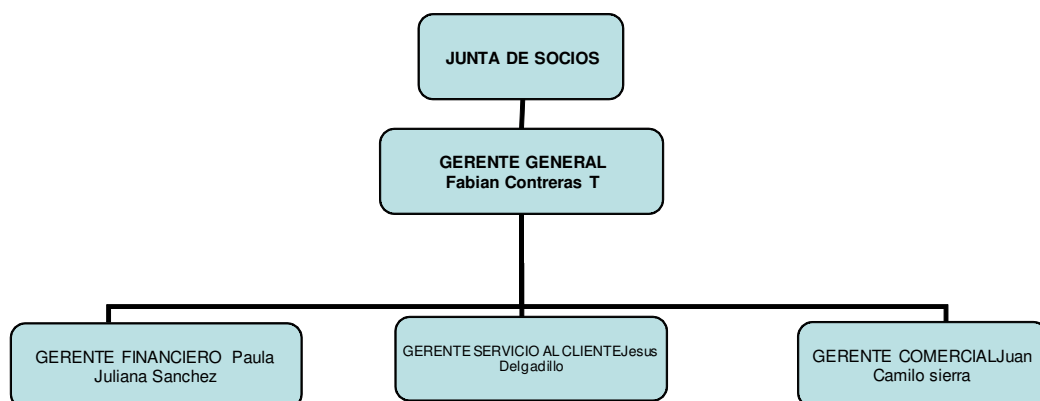 JUNTA DE SOCIOS
GERENTE GENERAL
Fabian Contreras T
GERENTE FINANCIERO Paula
Juliana Sanchez
GERENTE SERVICIO AL CLIENTEJesus
Delgadillo
GERENTE COMERCIALJuan
Camilo sierra